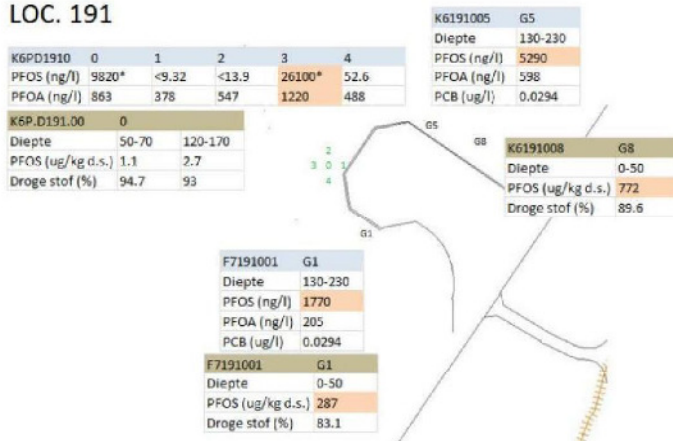 LOC. 191
K6PD1910 0 1 2 3 4
PFOS (ng/l) 9820* <9.32 <13.9 26100* 52.6
PFOA (ng/l) 863 378 547 1220 488
K6P.D191.00 0
Diepte 50-70 120-170
PFOS (ug/kg d.s.) 1.1 2.7
Droge stof (%) 94.7 93
K6191005 G5
Diepte 130-230
PFOS (ng/l) 5290
PFOA (ng/l) 598
PCB (ug/l) 0.0294
G5
G8
2
3 0 1
4
G1
K6191008 G8
Diepte 0-50
PFOS (ug/kg d.s.) 772
Droge stof (%) 89.6
F7191001 G1
Diepte 130-230
PFOS (ng/l) 1770
PFOA (ng/l) 205
PCB (ug/l) 0.0294
F7191001 G1
Diepte 0-50
PFOS (ug/kg d.s.) 287
Droge stof (%) 83.1